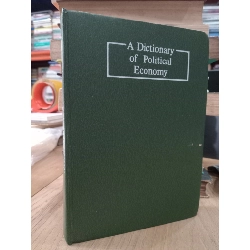 A Dictionary
of Political
Economy